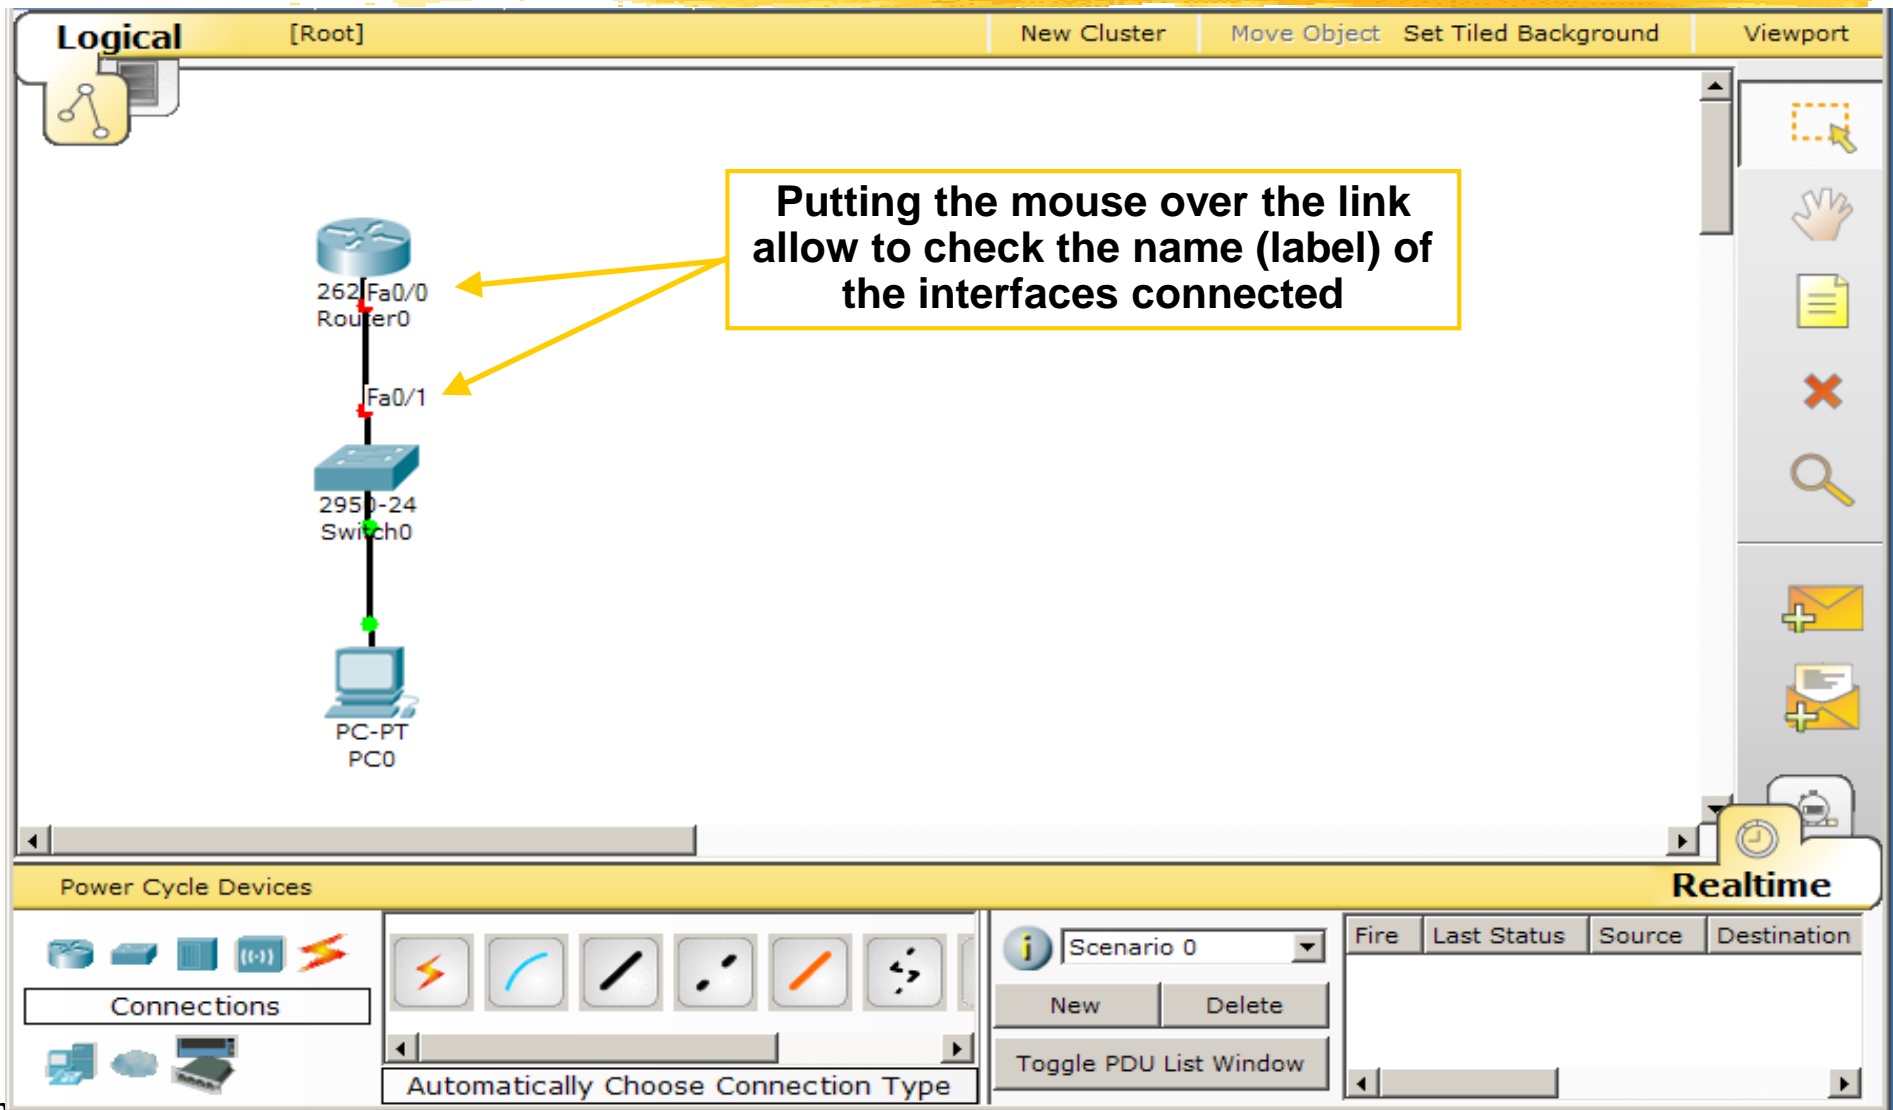 Logical
[Root]
New Cluster
Move Object
Set Tiled Background
Viewport
Putting the mouse over the link
allow to check the name (label) of
the interfaces connected
262
Fa0/0
Router0
Fa0/1
2950-24
Switch0
PC-PT
PC0
Power Cycle Devices
Realtime
Connections
Automatically Choose Connection Type
i
Scenario 0
New
Delete
Toggle PDU List Window
Fire
Last Status
Source
Destination